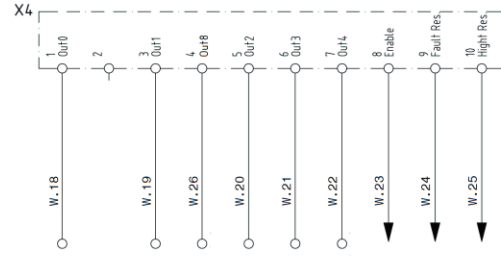 X4
1 Out0
2
3 Out1
4 Out8
5 Out2
6 Out3
7 Out4
8 Enable
9 Fault Res.
10 Hight Res.
W.18
W.19
W.26
W.20
W.21
W.22
W.23
W.24
W.25